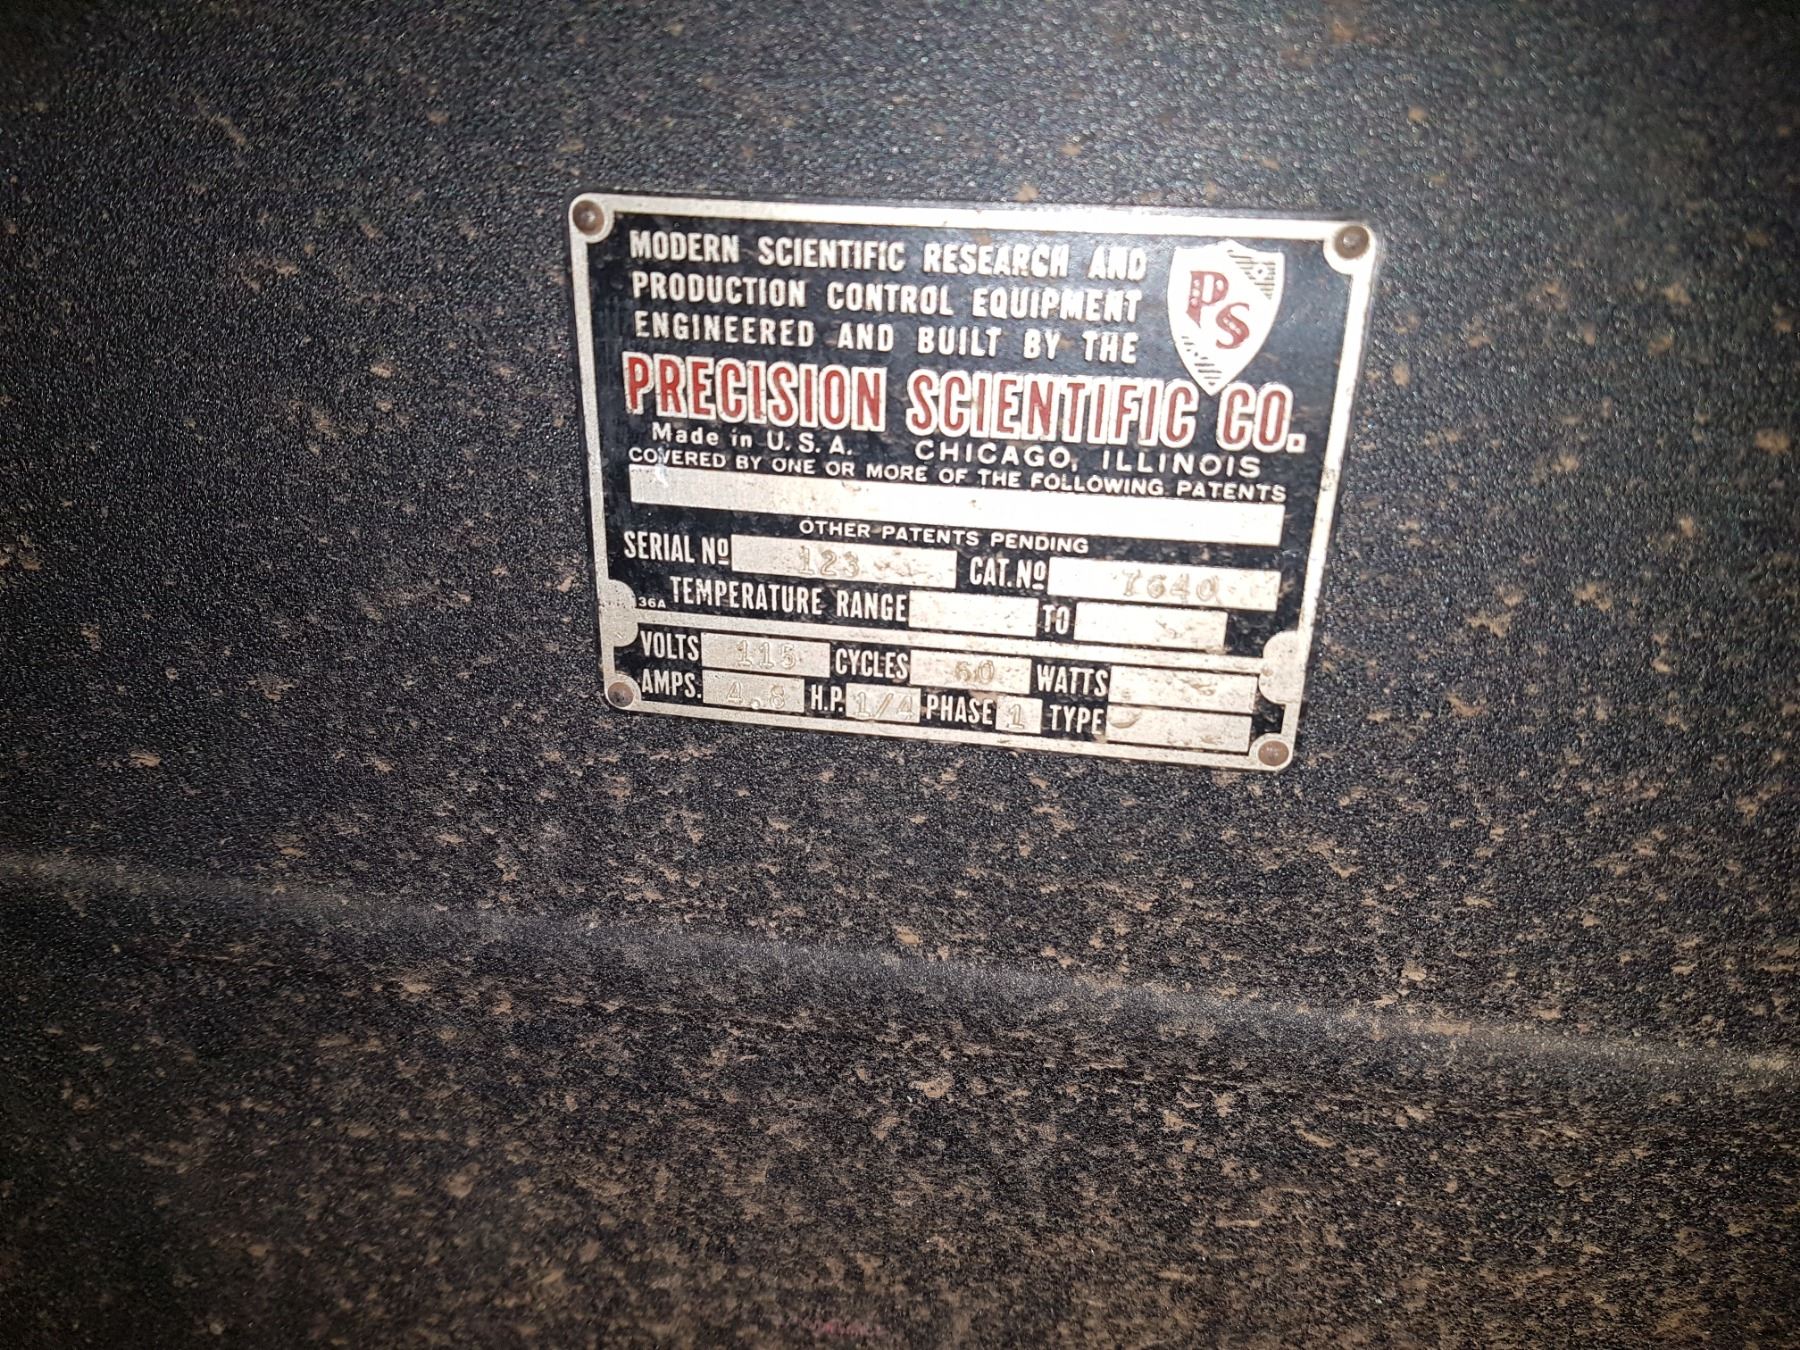 MODERN SCIENTIFIC RESEARCH AND
PRODUCTION CONTROL EQUIPMENT
ENGINEERED AND BUILT BY THE
PS
PRECISION SCIENTIFIC CO.
Made in U.S.A. CHICAGO, ILLINOIS
COVERED BY ONE OR MORE OF THE FOLLOWING PATENTS
OTHER PATENTS PENDING
SERIAL Nº 123 CAT. Nº 7640
36A TEMPERATURE RANGE TO
VOLTS 115 CYCLES 60 WATTS
AMPS. 4.8 H.P. 1/4 PHASE 1 TYPE